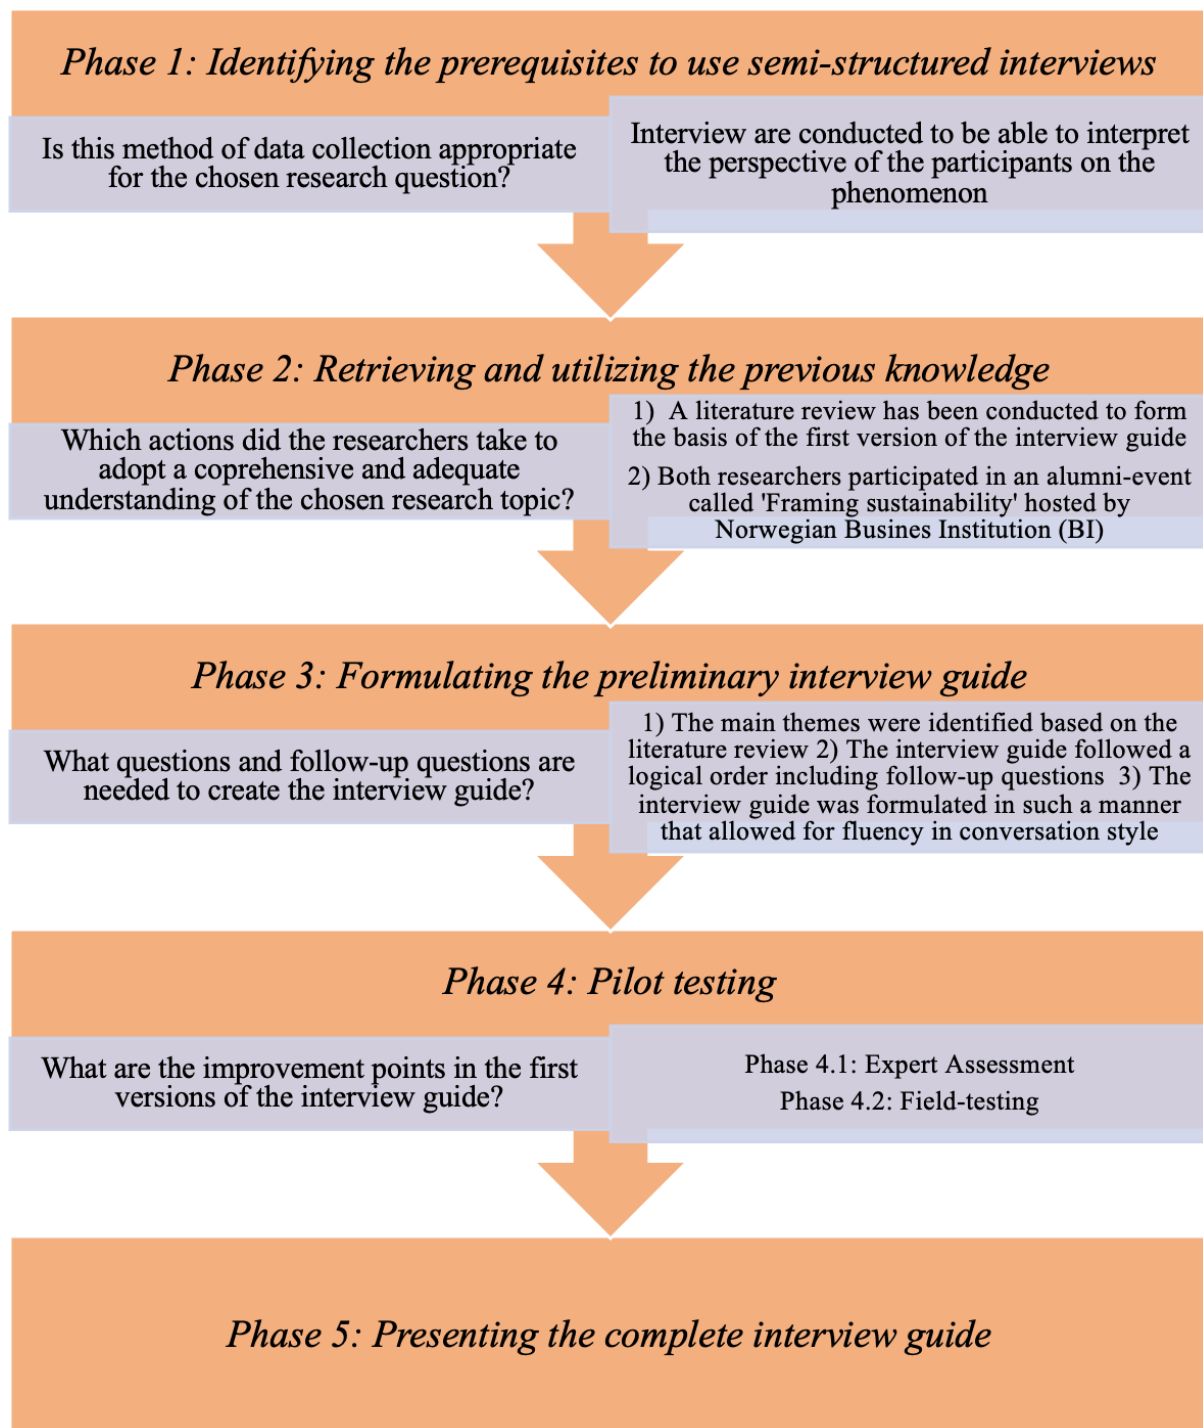 Phase 1: Identifying the prerequisites to use semi-structured interviews
Is this method of data collection appropriate
for the chosen research question?
Interview are conducted to be able to interpret
the perspective of the participants on the
phenomenon
Phase 2: Retrieving and utilizing the previous knowledge
Which actions did the researchers take to
adopt a coprehensive and adequate
understanding of the chosen research topic?
1)  A literature review has been conducted to form
the basis of the first version of the interview guide
2) Both researchers participated in an alumni-event
called 'Framing sustainability' hosted by
Norwegian Busines Institution (BI)
Phase 3: Formulating the preliminary interview guide
What questions and follow-up questions are
needed to create the interview guide?
1) The main themes were identified based on the
literature review 2) The interview guide followed a
logical order including follow-up questions  3) The
interview guide was formulated in such a manner
that allowed for fluency in conversation style
Phase 4: Pilot testing
What are the improvement points in the first
versions of the interview guide?
Phase 4.1: Expert Assessment
Phase 4.2: Field-testing
Phase 5: Presenting the complete interview guide